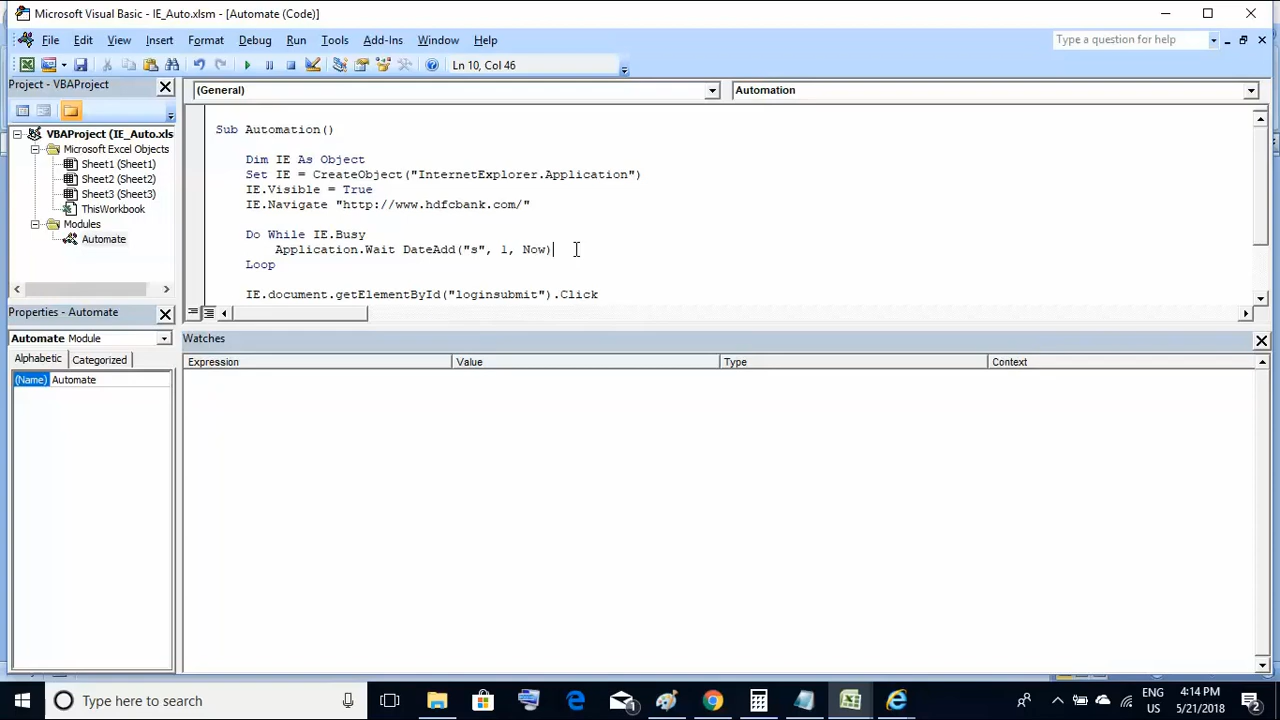 Microsoft Visual Basic - IE_Auto.xlsm - [Automate (Code)]
File Edit View Insert Format Debug Run Tools Add-Ins Window Help
Type a question for help
Ln 10, Col 46
Project - VBAProject
(General)
Automation
VBAProject (IE_Auto.xls
Microsoft Excel Objects
Sheet1 (Sheet1)
Sheet2 (Sheet2)
Sheet3 (Sheet3)
ThisWorkbook
Modules
Automate
Sub Automation()
Dim IE As Object
Set IE = CreateObject("InternetExplorer.Application")
IE.Visible = True
IE.Navigate "http://www.hdfcbank.com/"
Do While IE.Busy
Application.Wait DateAdd("s", 1, Now)
Loop
IE.document.getElementById("loginsubmit").Click
Properties - Automate
Automate Module
Alphabetic Categorized
(Name) Automate
Watches
Expression Value Type Context
Type here to search
1
ENG
US
4:14 PM
5/21/2018
2